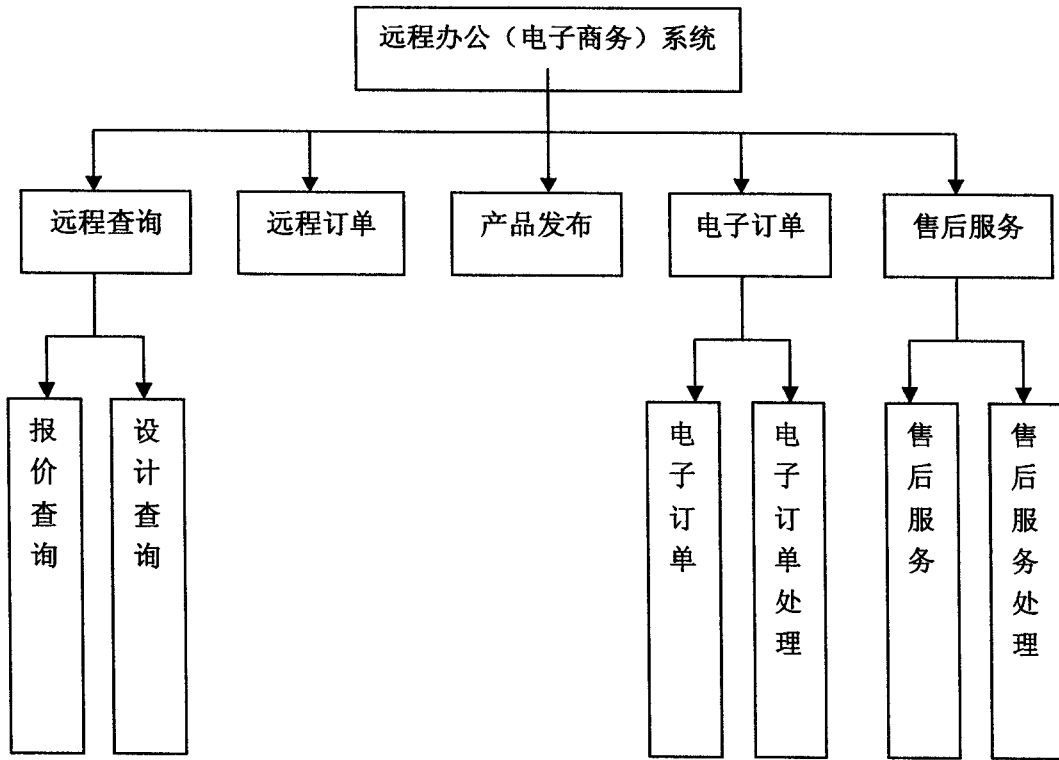 远程办公（电子商务）系统
远程查询
远程订单
产品发布
电子订单
售后服务
报价查询
设计查询
电子订单
电子订单处理
售后服务
售后服务处理